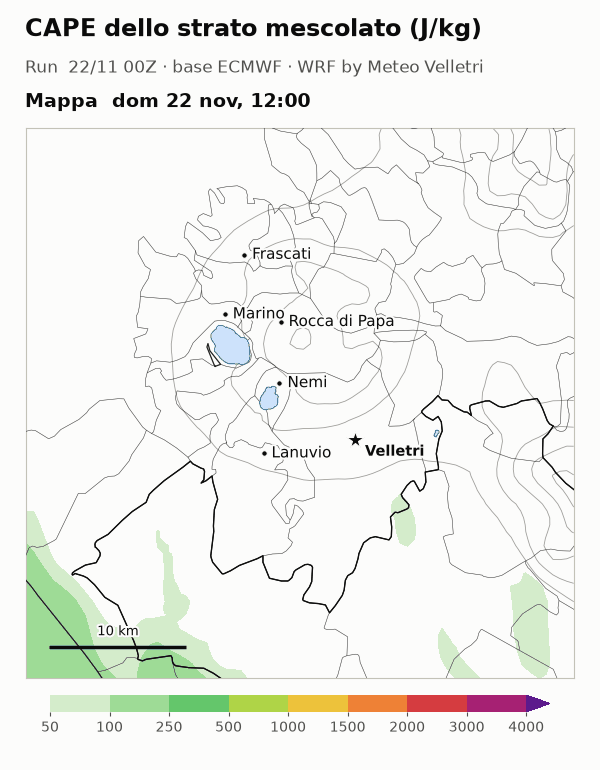 CAPE dello strato mescolato (J/kg)
Run  22/11 00Z · base ECMWF · WRF by Meteo Velletri
Mappa  dom 22 nov, 12:00
Frascati
Marino
Rocca di Papa
Nemi
Velletri
Lanuvio
10 km
50 100 250 500 1000 1500 2000 3000 4000